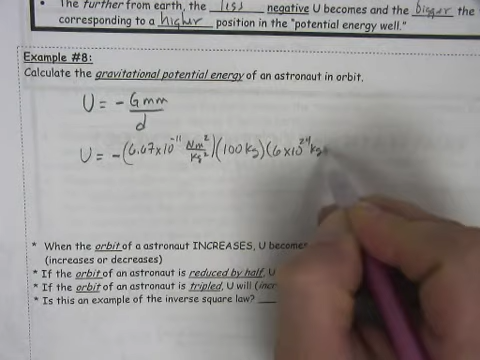 • The further from earth, the less negative U becomes and the bigger the
corresponding to a higher position in the "potential energy well."
Example #8:
Calculate the gravitational potential energy of an astronaut in orbit.
U = - Gmm
d
U = -(6.67x10⁻¹¹ Nm²/kg²)(100kg)(6x10²⁴kg
* When the orbit of a astronaut INCREASES, U becomes
(increases or decreases)
* If the orbit of an astronaut is reduced by half, U
* If the orbit of an astronaut is tripled, U will (incr
* Is this an example of the inverse square law?